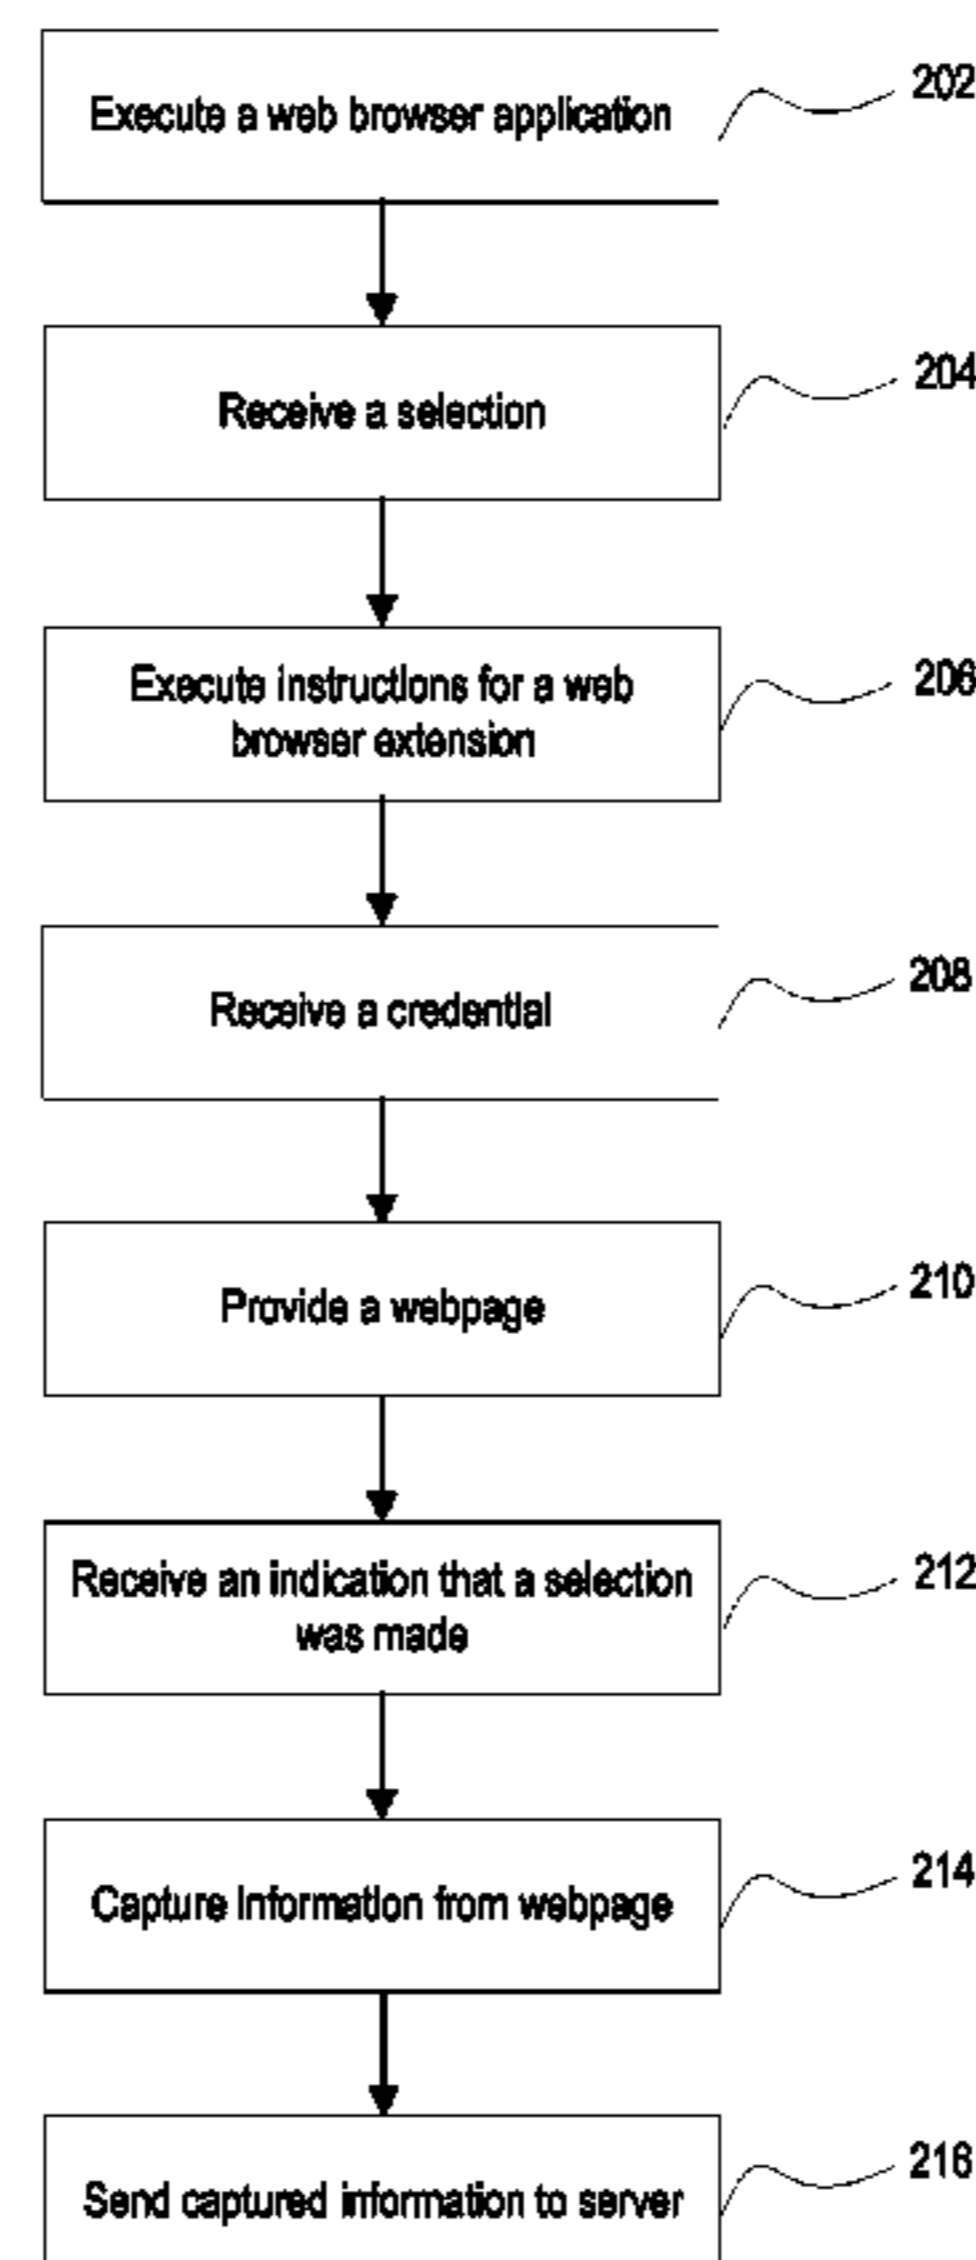 Execute a web browser application
202
Receive a selection
204
Execute instructions for a web
browser extension
206
Receive a credential
208
Provide a webpage
210
Receive an indication that a selection
was made
212
Capture information from webpage
214
Send captured information to server
216